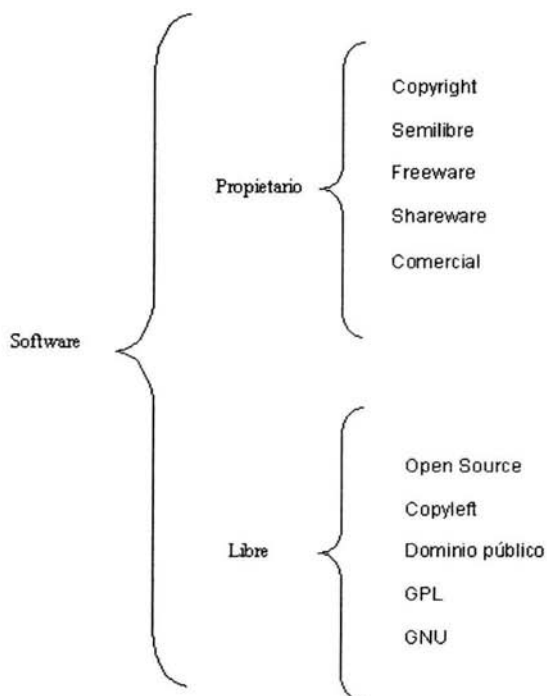 Software
Propietario
Copyright
Semilibre
Freeware
Shareware
Comercial
Libre
Open Source
Copyleft
Dominio público
GPL
GNU